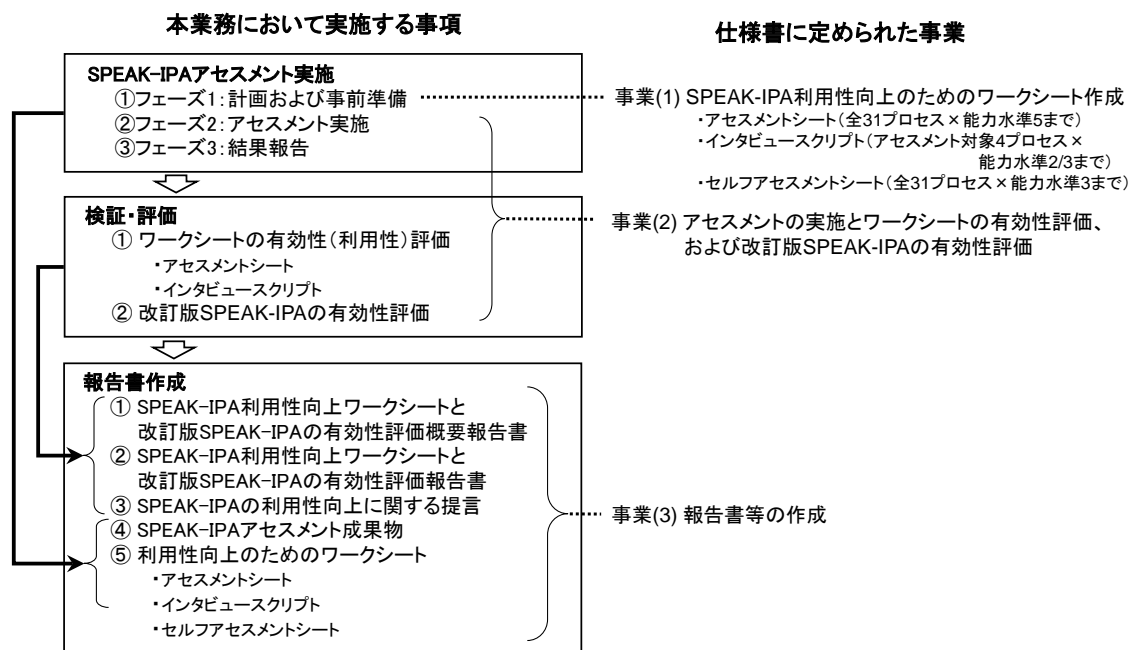 本業務において実施する事項
仕様書に定められた事業
SPEAK-IPAアセスメント実施
①フェーズ1:計画および事前準備
②フェーズ2:アセスメント実施
③フェーズ3:結果報告
事業(1) SPEAK-IPA利用性向上のためのワークシート作成
・アセスメントシート(全31プロセス×能力水準5まで)
・インタビュースクリプト(アセスメント対象4プロセス×
能力水準2/3まで)
・セルフアセスメントシート(全31プロセス×能力水準3まで)
検証・評価
① ワークシートの有効性(利用性)評価
・アセスメントシート
・インタビュースクリプト
② 改訂版SPEAK-IPAの有効性評価
事業(2) アセスメントの実施とワークシートの有効性評価、
および改訂版SPEAK-IPAの有効性評価
報告書作成
① SPEAK-IPA利用性向上ワークシートと
改訂版SPEAK-IPAの有効性評価概要報告書
② SPEAK-IPA利用性向上ワークシートと
改訂版SPEAK-IPAの有効性評価報告書
③ SPEAK-IPAの利用性向上に関する提言
④ SPEAK-IPAアセスメント成果物
⑤ 利用性向上のためのワークシート
・アセスメントシート
・インタビュースクリプト
・セルフアセスメントシート
事業(3) 報告書等の作成